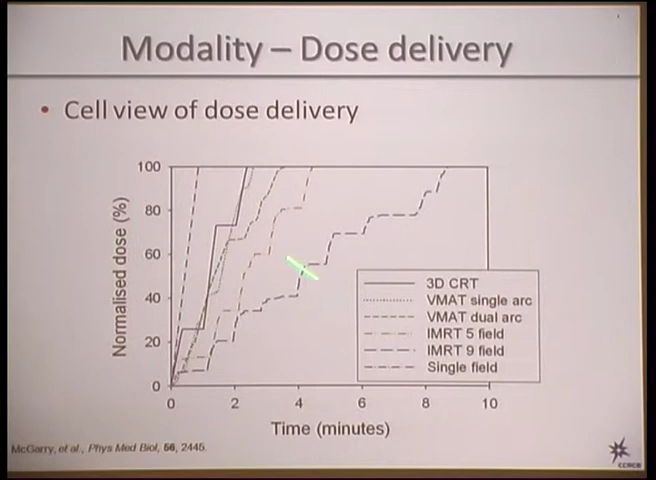 Modality – Dose delivery
• Cell view of dose delivery
100
80
60
40
20
0
Normalised dose (%)
3D CRT
VMAT single arc
VMAT dual arc
IMRT 5 field
IMRT 9 field
Single field
0 2 4 6 8 10
Time (minutes)
McGarry, et al., Phys Med Biol, 56, 2445.
CCRCB